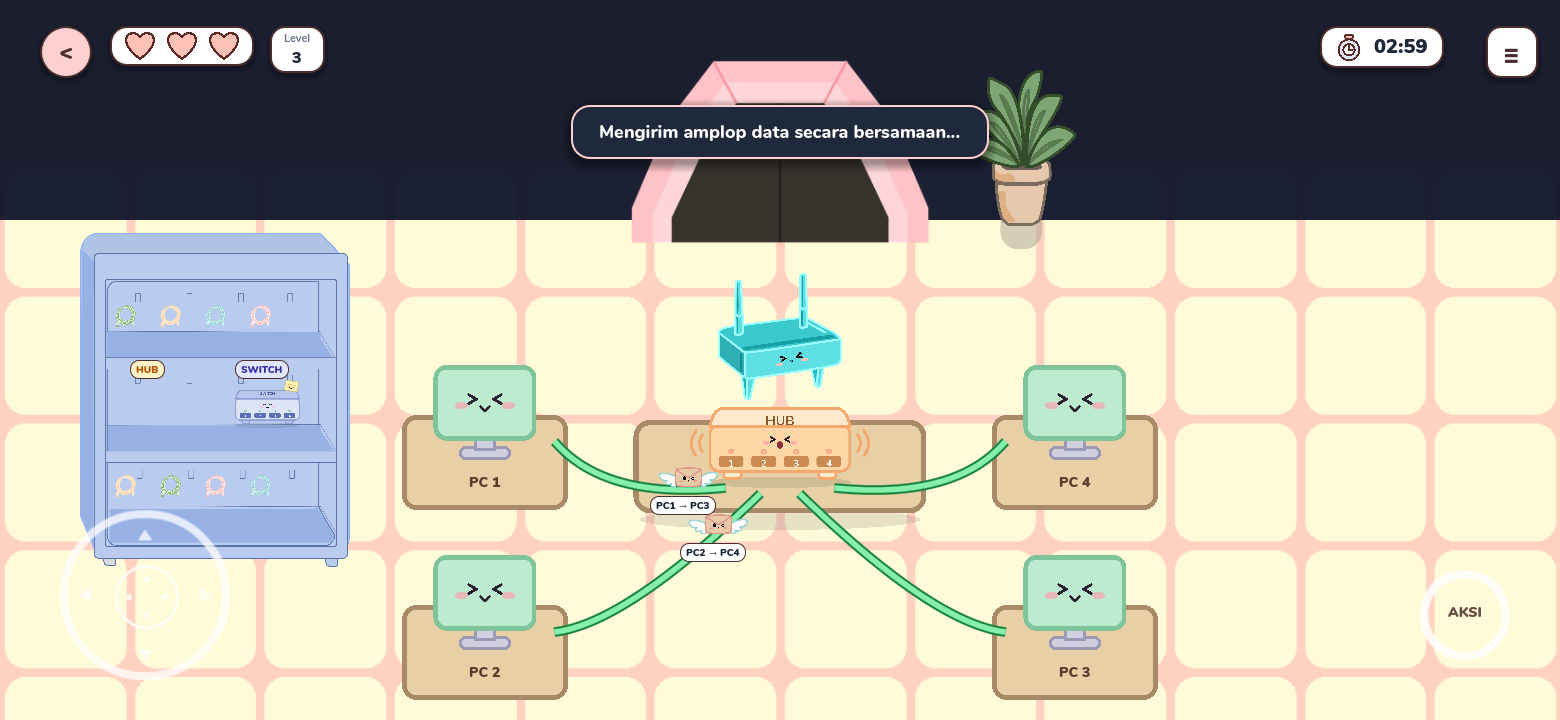 <
Level
3
02:59
Mengirim amplop data secara bersamaan...
HUB
SWITCH
HUB
1 2 3 4
PC 1
PC1 → PC3
PC 4
PC2 → PC4
AKSI
PC 2
PC 3